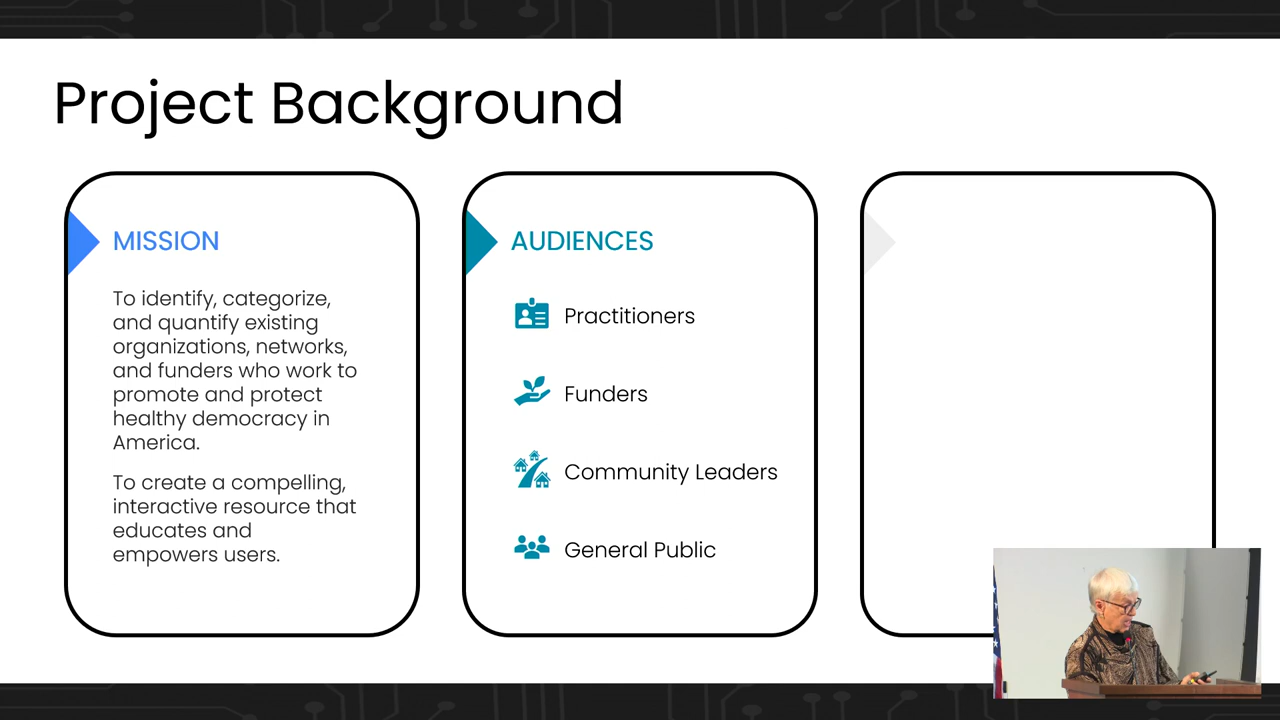 Project Background
MISSION
To identify, categorize,
and quantify existing
organizations, networks,
and funders who work to
promote and protect
healthy democracy in
America.
To create a compelling,
interactive resource that
educates and
empowers users.
AUDIENCES
Practitioners
Funders
Community Leaders
General Public